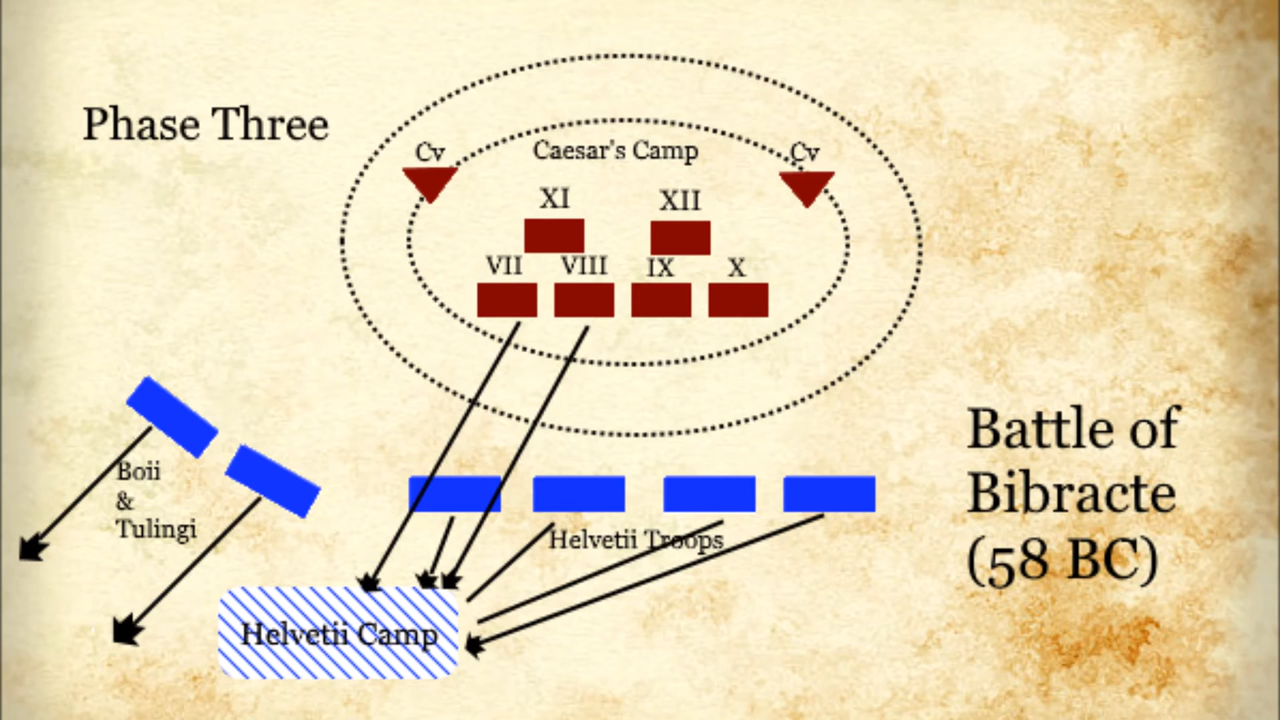 Phase Three
Cv
Caesar's Camp
Cv
XI
XII
VII
VIII
IX
X
Boii
&
Tulingi
Helvetii Troops
Helvetii Camp
Battle of
Bibracte
(58 BC)